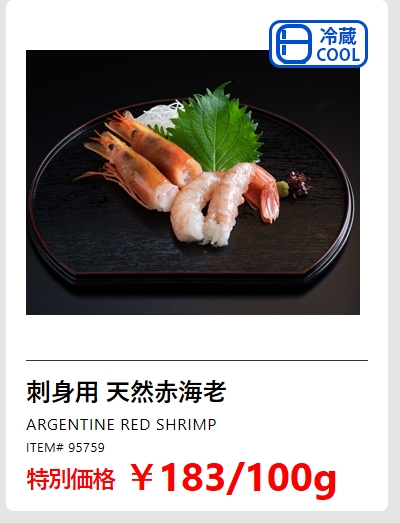 冷蔵
COOL
刺身用 天然赤海老
ARGENTINE RED SHRIMP
ITEM# 95759
特別価格 ¥183/100g